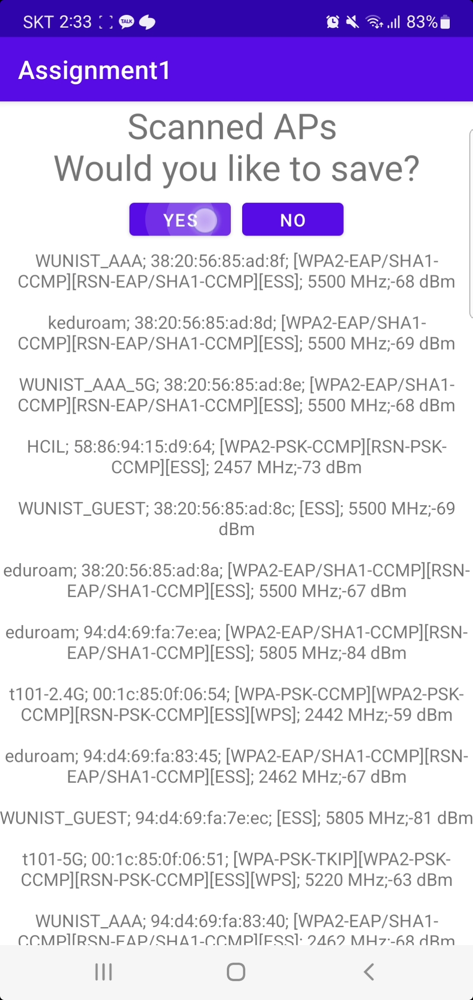 SKT 2:33 TALK 83%
Assignment1
Scanned APs
Would you like to save?
YES NO
WUNIST_AAA; 38:20:56:85:ad:8f; [WPA2-EAP/SHA1-
CCMP][RSN-EAP/SHA1-CCMP][ESS]; 5500 MHz;-68 dBm
keduroam; 38:20:56:85:ad:8d; [WPA2-EAP/SHA1-
CCMP][RSN-EAP/SHA1-CCMP][ESS]; 5500 MHz;-69 dBm
WUNIST_AAA_5G; 38:20:56:85:ad:8e; [WPA2-EAP/SHA1-
CCMP][RSN-EAP/SHA1-CCMP][ESS]; 5500 MHz;-68 dBm
HCIL; 58:86:94:15:d9:64; [WPA2-PSK-CCMP][RSN-PSK-
CCMP][ESS]; 2457 MHz;-73 dBm
WUNIST_GUEST; 38:20:56:85:ad:8c; [ESS]; 5500 MHz;-69
dBm
eduroam; 38:20:56:85:ad:8a; [WPA2-EAP/SHA1-CCMP][RSN-
EAP/SHA1-CCMP][ESS]; 5500 MHz;-67 dBm
eduroam; 94:d4:69:fa:7e:ea; [WPA2-EAP/SHA1-CCMP][RSN-
EAP/SHA1-CCMP][ESS]; 5805 MHz;-84 dBm
t101-2.4G; 00:1c:85:0f:06:54; [WPA-PSK-CCMP][WPA2-PSK-
CCMP][RSN-PSK-CCMP][ESS][WPS]; 2442 MHz;-59 dBm
eduroam; 94:d4:69:fa:83:45; [WPA2-EAP/SHA1-CCMP][RSN-
EAP/SHA1-CCMP][ESS]; 2462 MHz;-67 dBm
WUNIST_GUEST; 94:d4:69:fa:7e:ec; [ESS]; 5805 MHz;-81 dBm
t101-5G; 00:1c:85:0f:06:51; [WPA-PSK-TKIP][WPA2-PSK-
CCMP][RSN-PSK-CCMP][ESS][WPS]; 5220 MHz;-63 dBm
WUNIST_AAA; 94:d4:69:fa:83:40; [WPA2-EAP/SHA1-
CCMP][RSN-EAP/SHA1-CCMP][ESS]; 2462 MHz;-68 dBm